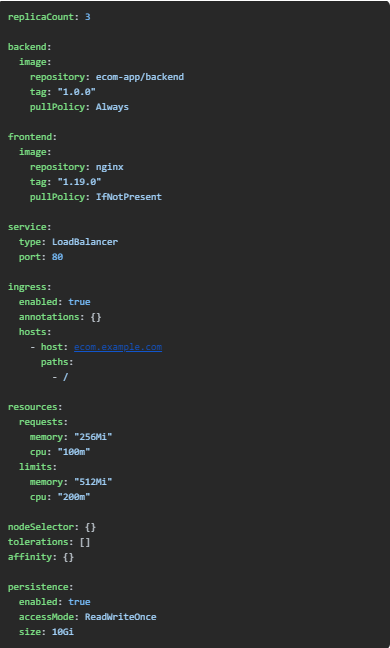 replicaCount: 3
backend:
  image:
    repository: ecom-app/backend
    tag: "1.0.0"
    pullPolicy: Always
frontend:
  image:
    repository: nginx
    tag: "1.19.0"
    pullPolicy: IfNotPresent
service:
  type: LoadBalancer
  port: 80
ingress:
  enabled: true
  annotations: {}
  hosts:
    - host: ecom.example.com
      paths:
        - /
resources:
  requests:
    memory: "256Mi"
    cpu: "100m"
  limits:
    memory: "512Mi"
    cpu: "200m"
nodeSelector: {}
tolerations: []
affinity: {}
persistence:
  enabled: true
  accessMode: ReadWriteOnce
  size: 10Gi